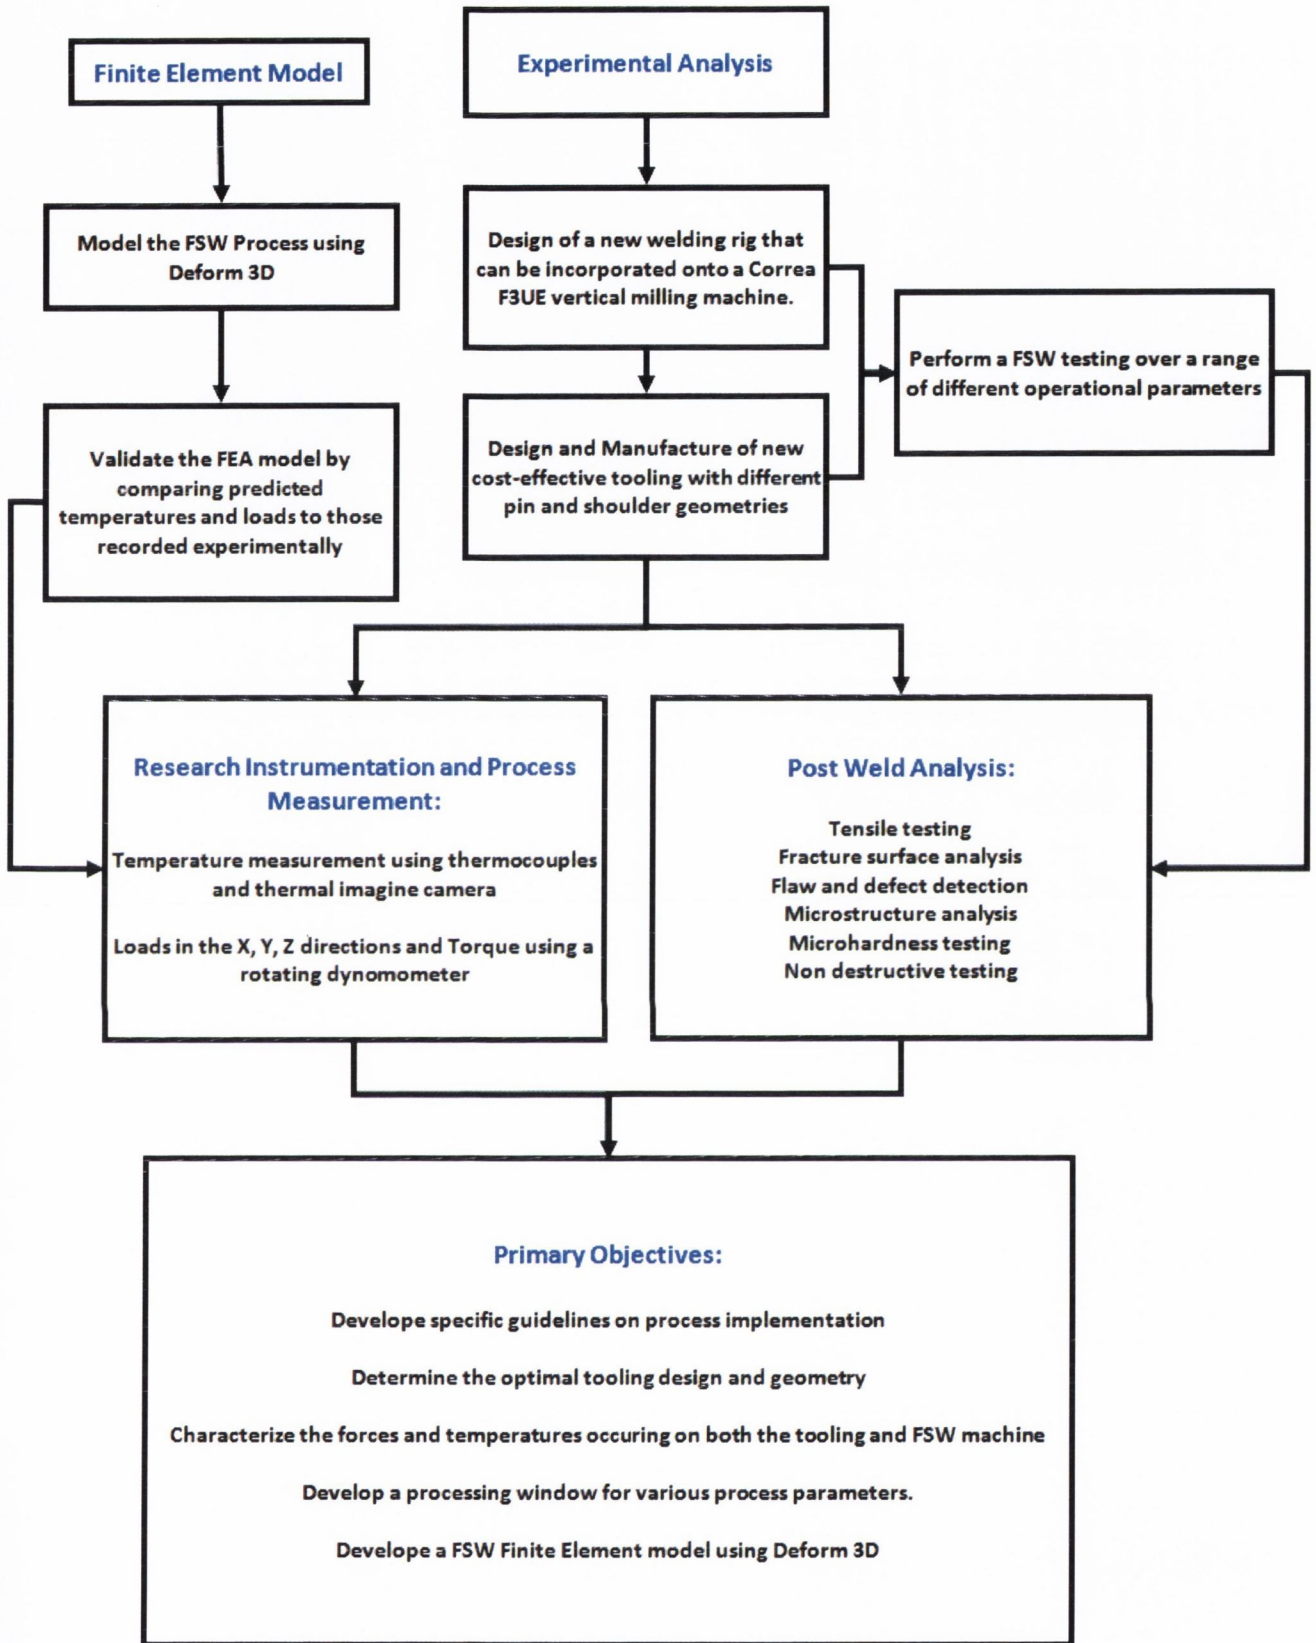 Finite Element Model
Experimental Analysis
Model the FSW Process using
Deform 3D
Design of a new welding rig that
can be incorporated onto a Correa
F3UE vertical milling machine.
Perform a FSW testing over a range
of different operational parameters
Validate the FEA model by
comparing predicted
temperatures and loads to those
recorded experimentally
Design and Manufacture of new
cost-effective tooling with different
pin and shoulder geometries
Research Instrumentation and Process
Measurement:
Temperature measurement using thermocouples
and thermal imagine camera
Loads in the X, Y, Z directions and Torque using a
rotating dynomometer
Post Weld Analysis:
Tensile testing
Fracture surface analysis
Flaw and defect detection
Microstructure analysis
Microhardness testing
Non destructive testing
Primary Objectives:
Develope specific guidelines on process implementation
Determine the optimal tooling design and geometry
Characterize the forces and temperatures occuring on both the tooling and FSW machine
Develop a processing window for various process parameters.
Develope a FSW Finite Element model using Deform 3D